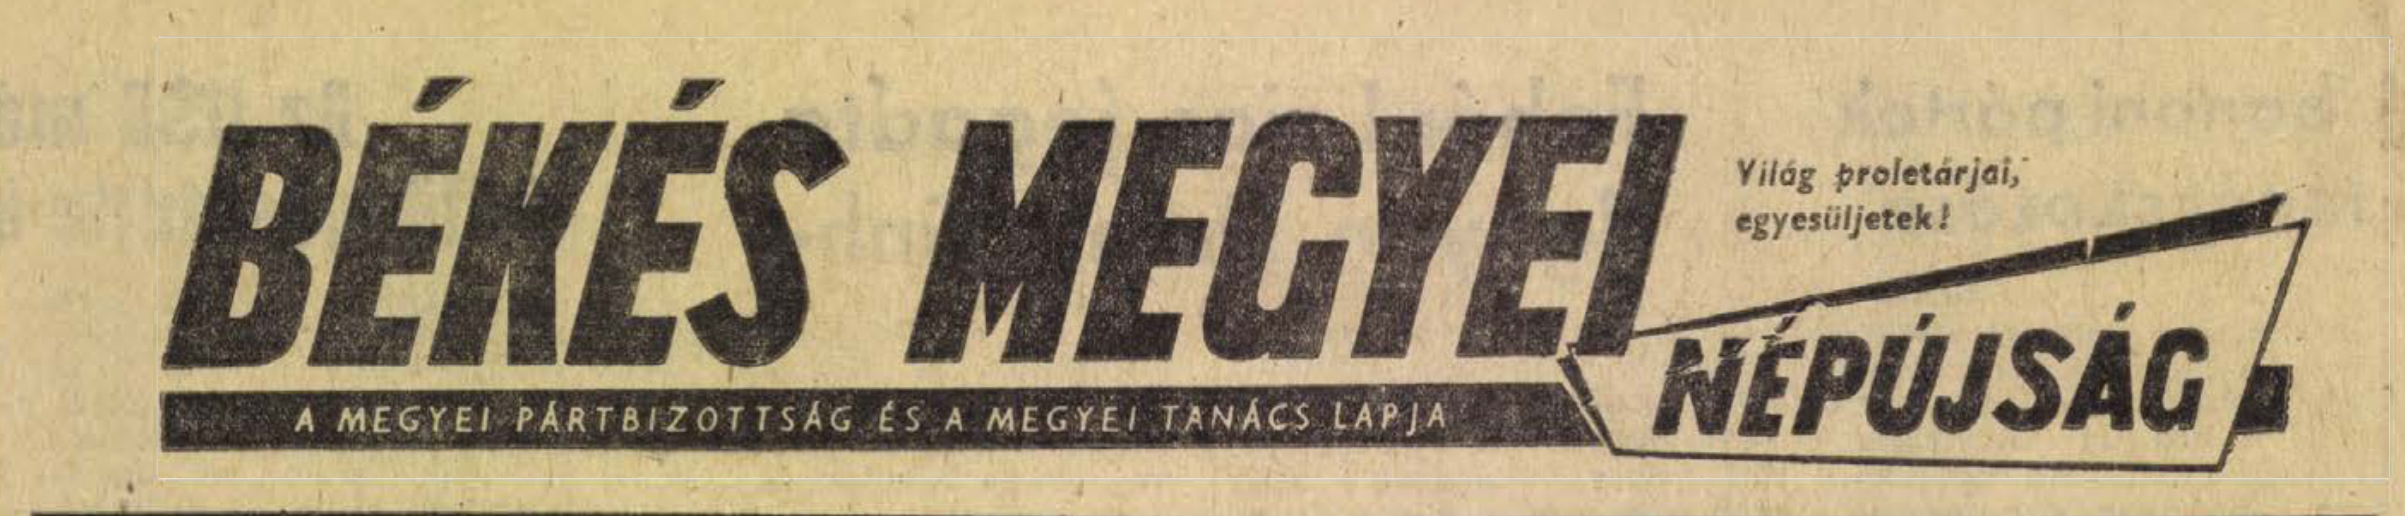 BÉKÉS MEGYEI
Világ proletárjai,
egyesüljetek!
NÉPÚJSÁG
A MEGYEI PÁRTBIZOTTSÁG ÉS A MEGYEI TANÁCS LAPJA